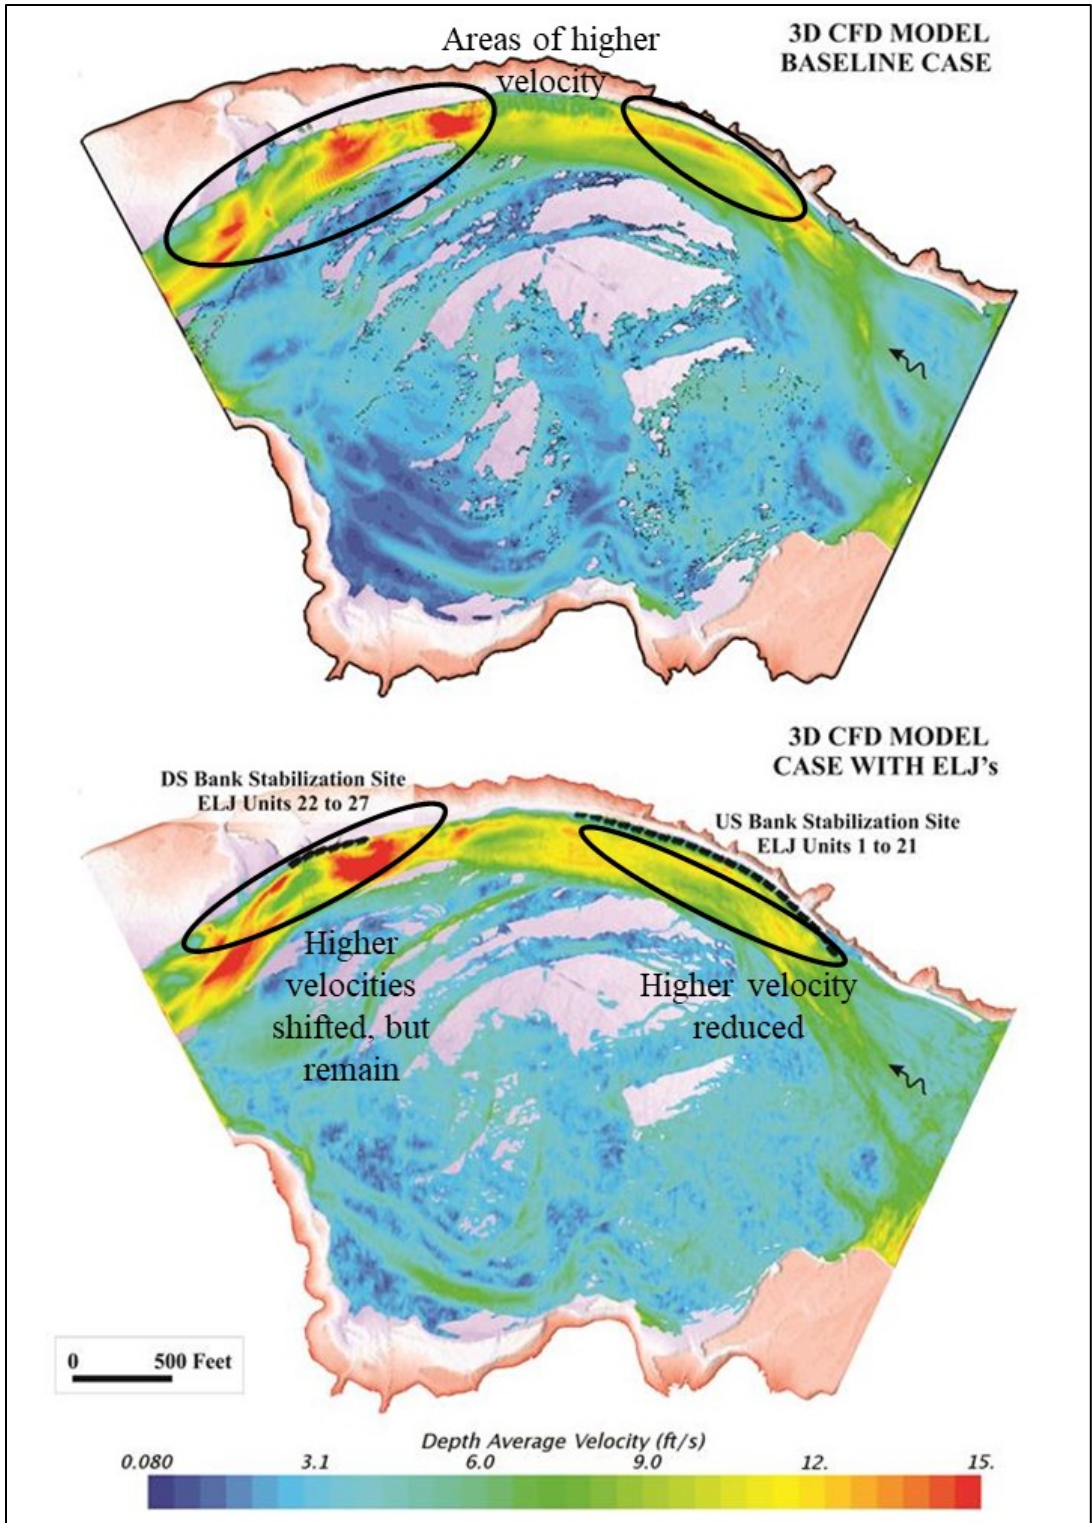 Areas of higher
velocity
3D CFD MODEL
BASELINE CASE
3D CFD MODEL
CASE WITH ELJ's
DS Bank Stabilization Site
ELJ Units 22 to 27
US Bank Stabilization Site
ELJ Units 1 to 21
Higher
velocities
shifted, but
remain
Higher velocity
reduced
0 500 Feet
Depth Average Velocity (ft/s)
0.080 3.1 6.0 9.0 12. 15.